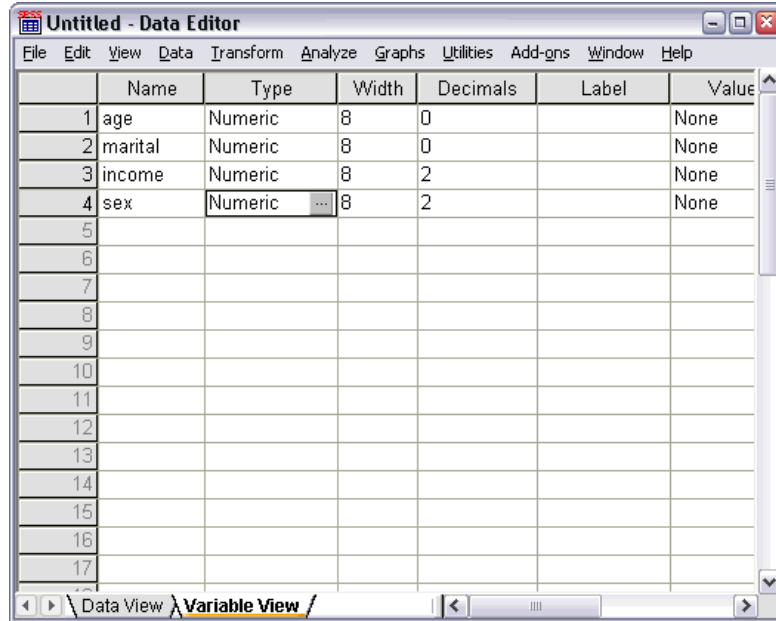 Untitled - Data Editor
File Edit View Data Transform Analyze Graphs Utilities Add-ons Window Help
Name Type Width Decimals Label Value
1 age Numeric 8 0 None
2 marital Numeric 8 0 None
3 income Numeric 8 2 None
4 sex Numeric ... 8 2 None
5
6
7
8
9
10
11
12
13
14
15
16
17
Data View Variable View